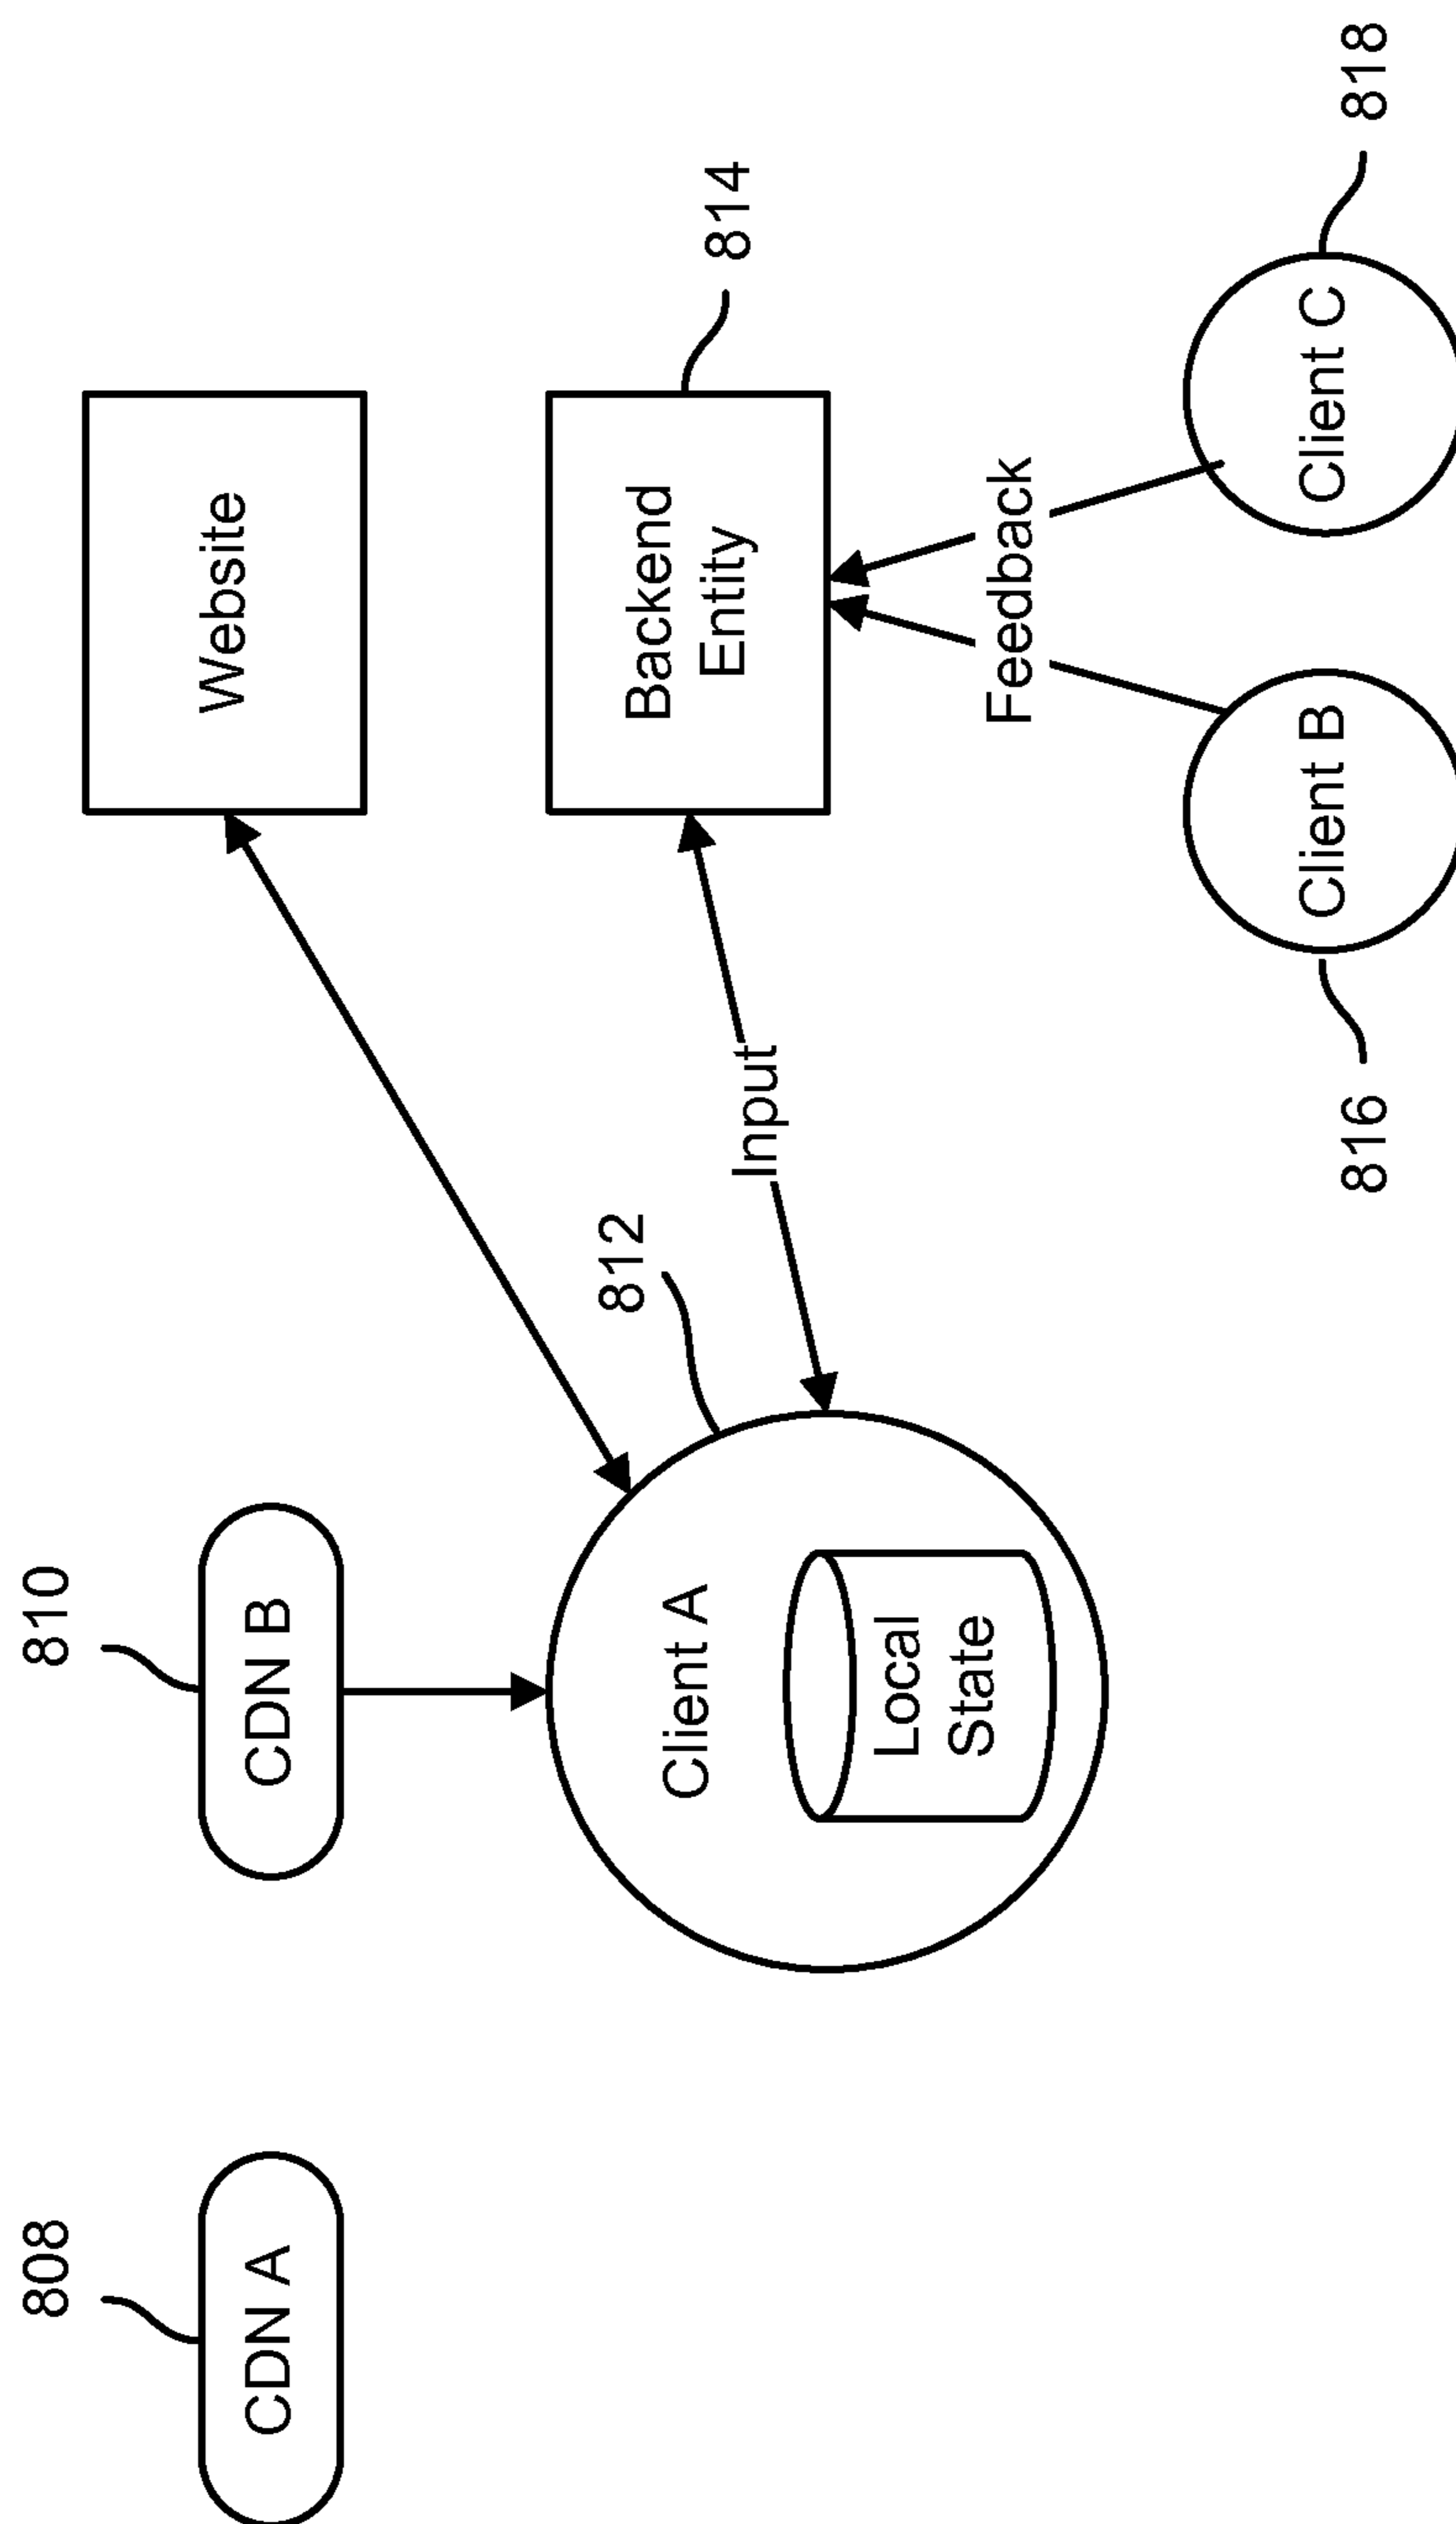 808
810
CDN A
CDN B
Website
812
Client A
Local
State
Input
814
Backend
Entity
Feedback
816
818
Client B
Client C